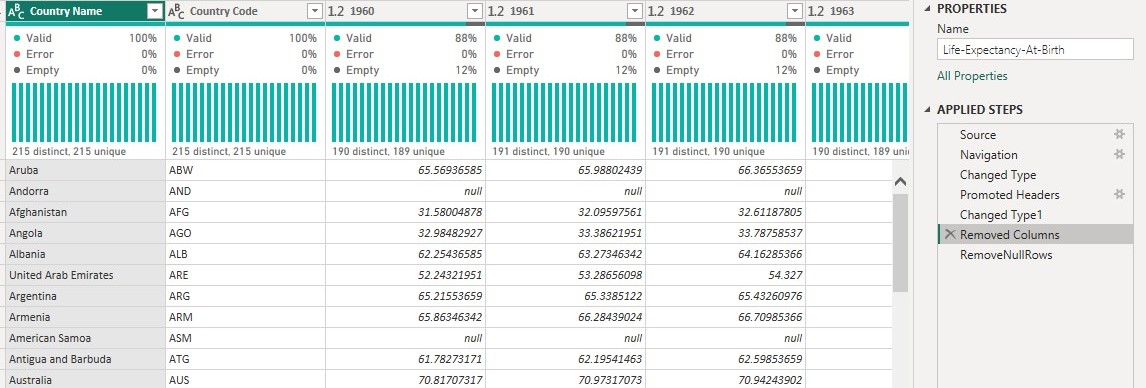 ABC Country Name ABC Country Code 1.2 1960 1.2 1961 1.2 1962 1.2 1963
Valid 100% Valid 100% Valid 88% Valid 88% Valid 88% Valid
Error 0% Error 0% Error 0% Error 0% Error 0% Error
Empty 0% Empty 0% Empty 12% Empty 12% Empty 12% Empty
215 distinct, 215 unique 215 distinct, 215 unique 190 distinct, 189 unique 191 distinct, 190 unique 191 distinct, 190 unique 190 distinct, 189 uni
Aruba ABW 65.56936585 65.98802439 66.36553659
Andorra AND null null null
Afghanistan AFG 31.58004878 32.09597561 32.61187805
Angola AGO 32.98482927 33.38621951 33.78758537
Albania ALB 62.25436585 63.27346342 64.16285366
United Arab Emirates ARE 52.24321951 53.28656098 54.327
Argentina ARG 65.21553659 65.3385122 65.43260976
Armenia ARM 65.86346342 66.28439024 66.70985366
American Samoa ASM null null null
Antigua and Barbuda ATG 61.78273171 62.19541463 62.59853659
Australia AUS 70.81707317 70.97317073 70.94243902
PROPERTIES
Name
Life-Expectancy-At-Birth
All Properties
APPLIED STEPS
Source
Navigation
Changed Type
Promoted Headers
Changed Type1
Removed Columns
RemoveNullRows